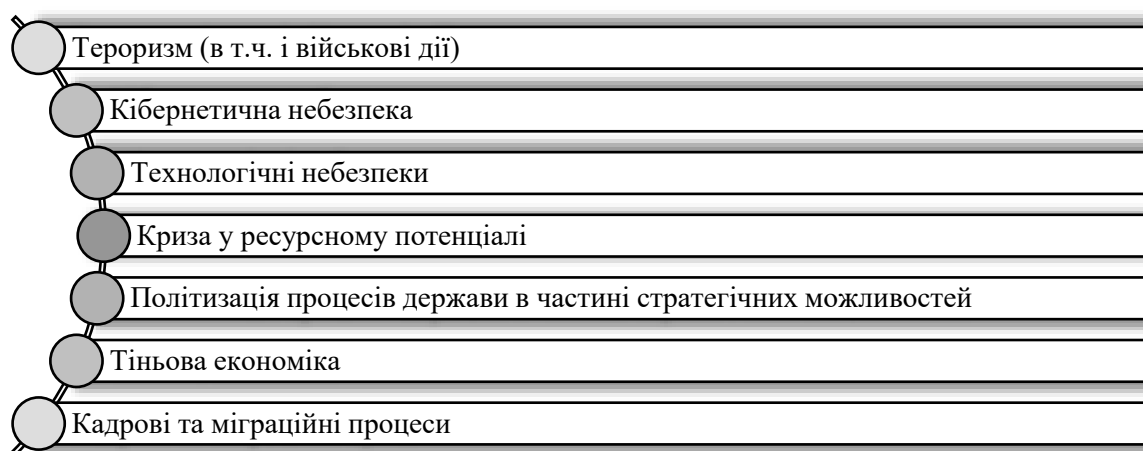 Тероризм (в т.ч. і військові дії)
Кібернетична небезпека
Технологічні небезпеки
Криза у ресурсному потенціалі
Політизація процесів держави в частині стратегічних можливостей
Тіньова економіка
Кадрові та міграційні процеси